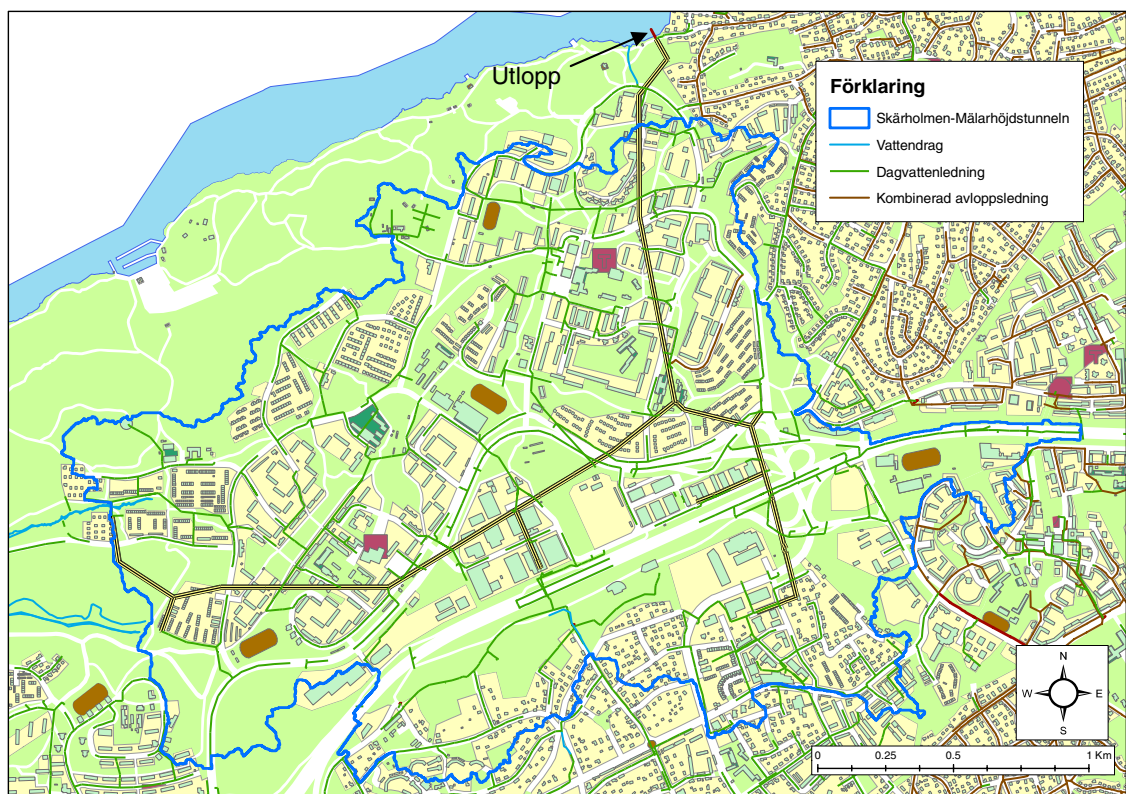 Utlopp
Förklaring
Skärholmen-Mälarhöjdstunneln
Vattendrag
Dagvattenledning
Kombinerad avloppsledning
N
W E
S
0 0.25 0.5 1 Km